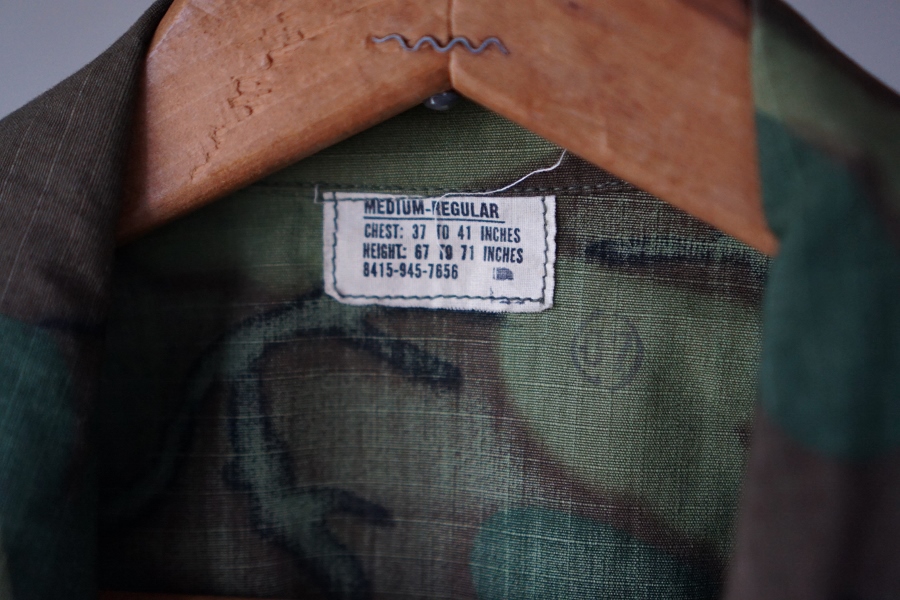 MEDIUM-REGULAR
CHEST: 37 TO 41 INCHES
HEIGHT: 67 TO 71 INCHES
8415-945-7656